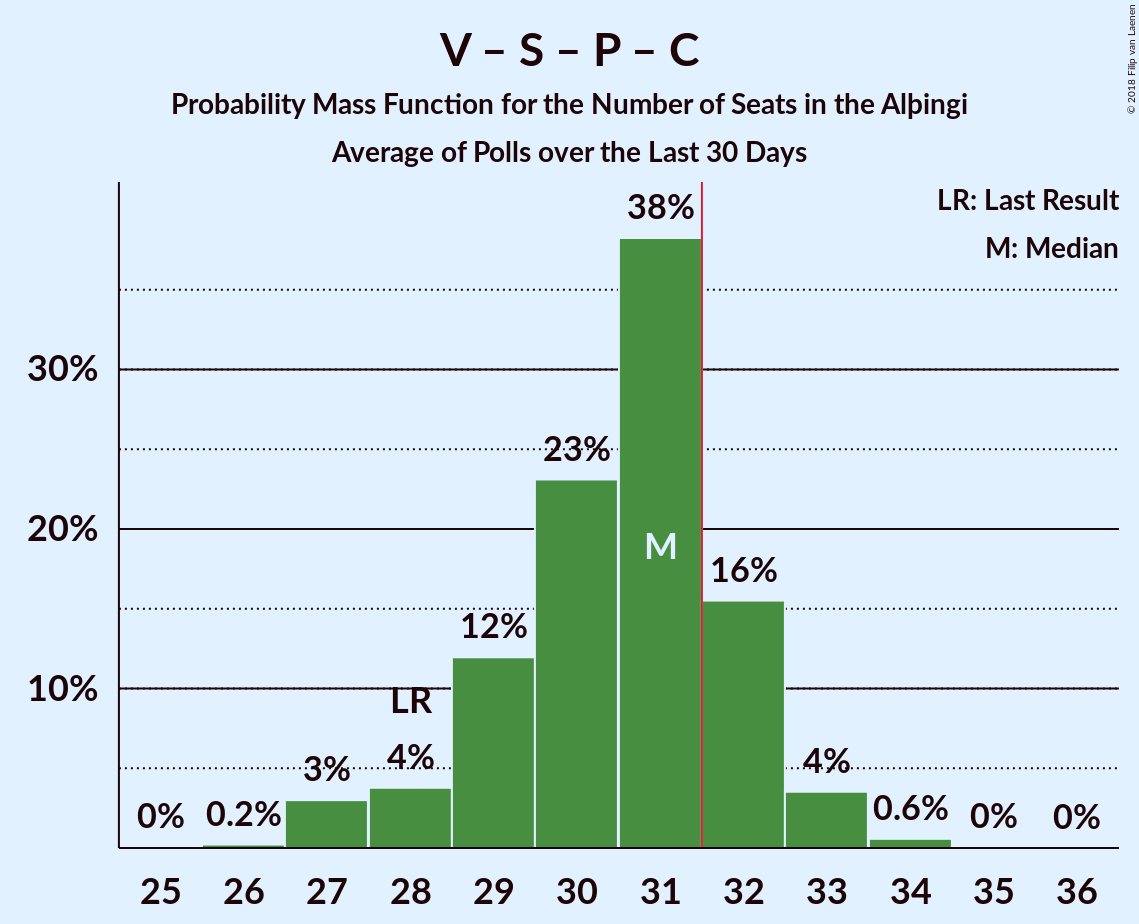 V – S – P – C
Probability Mass Function for the Number of Seats in the Alþingi
Average of Polls over the Last 30 Days
© 2018 Filip van Laenen
LR: Last Result
M: Median
38%
30%
23%
20%
M
16%
12%
10%
LR
4%
3%
4%
0%
0.2%
0.6%
0%
0%
25 26 27 28 29 30 31 32 33 34 35 36